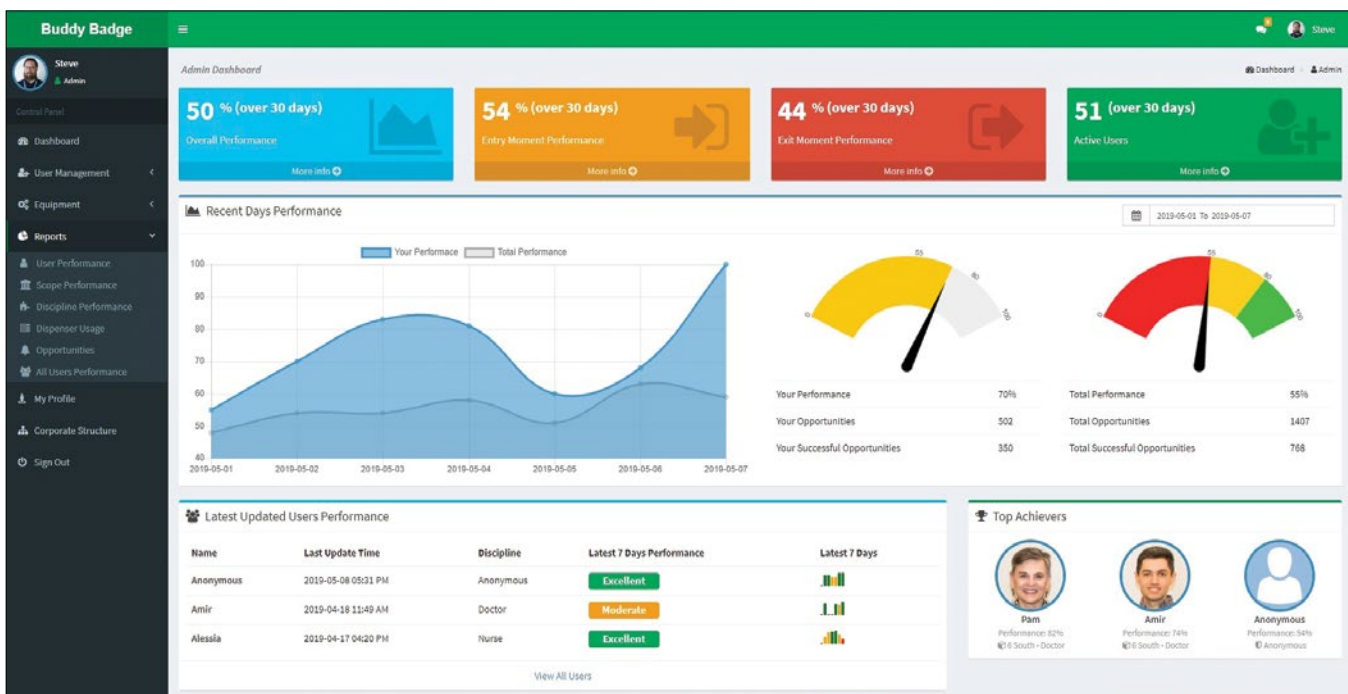 Buddy Badge
Steve
Steve
Admin
Control Panel
Dashboard
User Management
Equipment
Reports
User Performance
Scope Performance
Discipline Performance
Dispenser Usage
Opportunities
All Users Performance
My Profile
Corporate Structure
Sign Out
Admin Dashboard
Dashboard Admin
50 % (over 30 days)
Overall Performance
More info
54 % (over 30 days)
Entry Moment Performance
More info
44 % (over 30 days)
Exit Moment Performance
More info
51 (over 30 days)
Active Users
More info
Recent Days Performance
2019-05-01 To 2019-05-07
Your Performace Total Performance
100
90
80
70
60
50
40
2019-05-01 2019-05-02 2019-05-03 2019-05-04 2019-05-05 2019-05-06 2019-05-07
0 55 80 100
Your Performance 70%
Your Opportunities 502
Your Successful Opportunities 350
0 55 80 100
Total Performance 55%
Total Opportunities 1407
Total Successful Opportunities 768
Latest Updated Users Performance
Name Last Update Time Discipline Latest 7 Days Performance Latest 7 Days
Anonymous 2019-05-08 05:31 PM Anonymous Excellent
Amir 2019-04-18 11:49 AM Doctor Moderate
Alessia 2019-04-17 04:20 PM Nurse Excellent
View All Users
Top Achievers
Pam
Performance: 82%
6 South - Doctor
Amir
Performance: 74%
6 South - Doctor
Anonymous
Performance: 54%
Anonymous